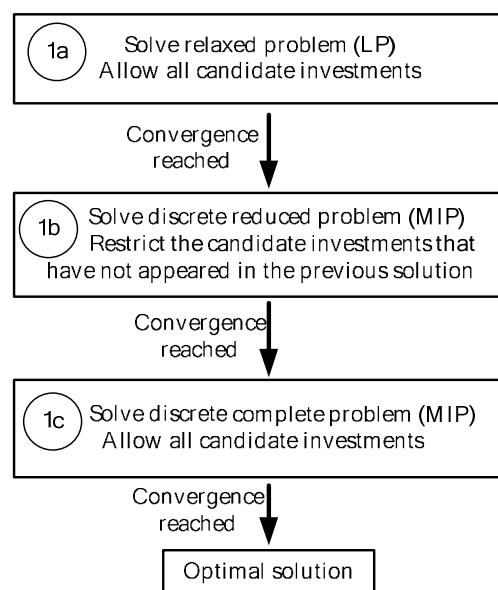 1a
Solve relaxed problem (LP)
Allow all candidate investments
Convergence
reached
1b
Solve discrete reduced problem (MIP)
Restrict the candidate investments that
have not appeared in the previous solution
Convergence
reached
1c
Solve discrete complete problem (MIP)
Allow all candidate investments
Convergence
reached
Optimal solution